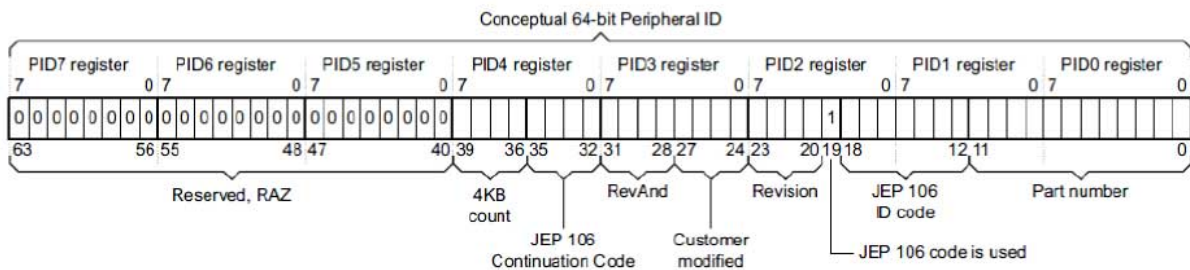 Conceptual 64-bit Peripheral ID
PID7 register PID6 register PID5 register PID4 register PID3 register PID2 register PID1 register PID0 register
7 0 7 0 7 0 7 0 7 0 7 0 7 0 7 0
0 0 0 0 0 0 0 0 0 0 0 0 0 0 0 0 0 0 0 0 0 0 0 0 1
63 56 55 48 47 40 39 36 35 32 31 28 27 24 23 20 19 18 12 11 0
Reserved, RAZ 4KB RevAnd Revision JEP 106 Part number
count ID code
JEP 106 Customer JEP 106 code is used
Continuation Code modified